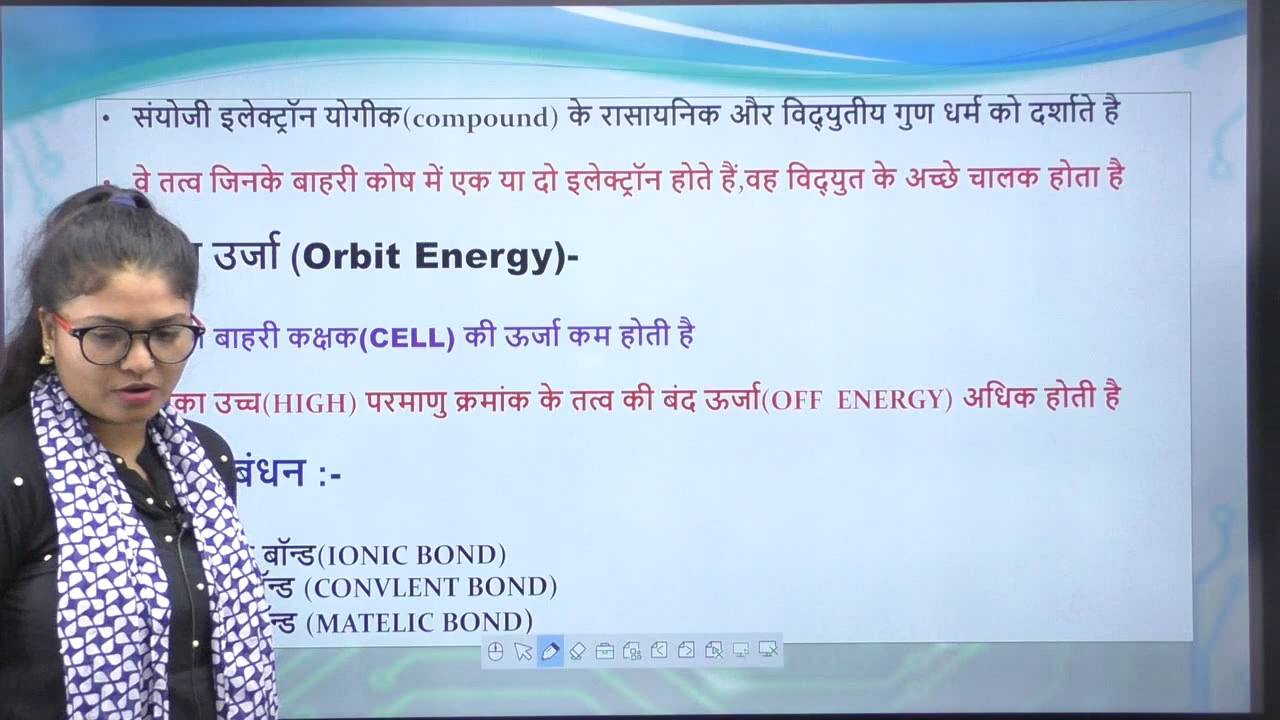 • संयोजी इलेक्ट्रॉन योगीक(compound) के रासायनिक और विद्युतीय गुण धर्म को दर्शाते है
• वे तत्व जिनके बाहरी कोष में एक या दो इलेक्ट्रॉन होते हैं,वह विद्युत के अच्छे चालक होता है
उर्जा (Orbit Energy)-
बाहरी कक्षक(CELL) की ऊर्जा कम होती है
उच्च(HIGH) परमाणु क्रमांक के तत्व की बंद ऊर्जा(OFF ENERGY) अधिक होती है
बंधन :-
बॉन्ड(IONIC BOND)
(CONVLENT BOND)
(MATELIC BOND)